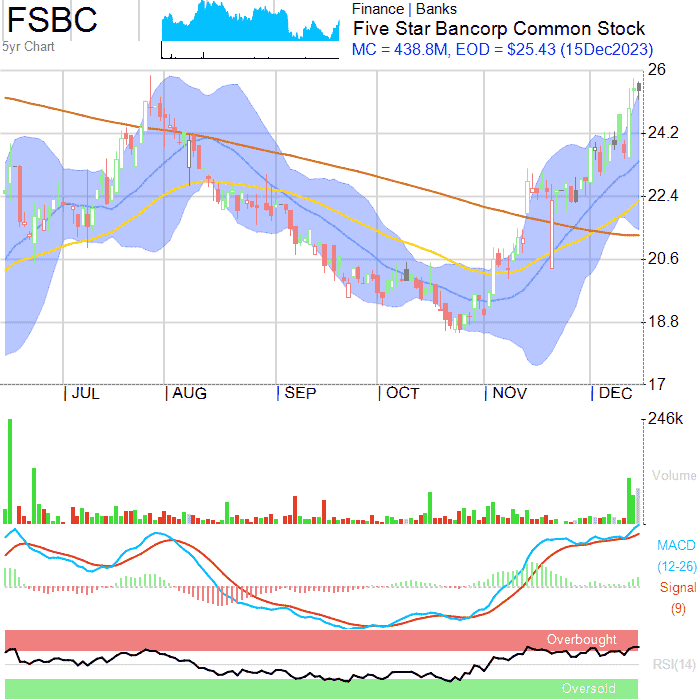 FSBC
5yr Chart
Finance | Banks
Five Star Bancorp Common Stock
MC = 438.8M, EOD = $25.43 (15Dec2023)
26
24.2
22.4
20.6
18.8
17
JUL AUG SEP OCT NOV DEC
246k
Volume
MACD
(12-26)
Signal
(9)
Overbought
RSI(14)
Oversold